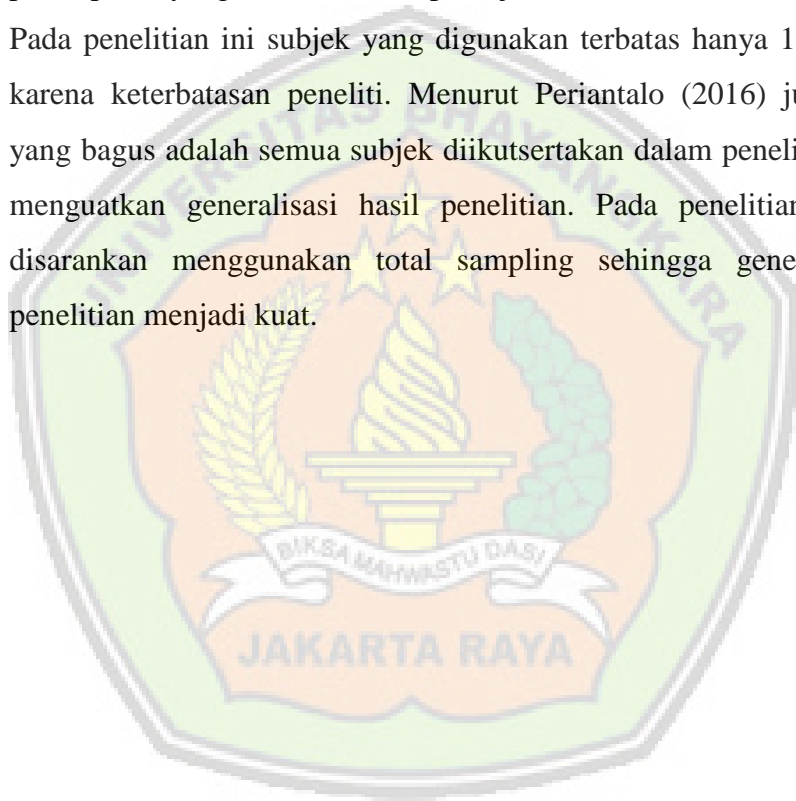 Pada penelitian ini subjek yang digunakan terbatas hanya 1
karena keterbatasan peneliti. Menurut Periantalo (2016) ju
yang bagus adalah semua subjek diikutsertakan dalam peneli
menguatkan generalisasi hasil penelitian. Pada penelitian
disarankan menggunakan total sampling sehingga gene
penelitian menjadi kuat.
UNIVERSITAS BHAYANGKARA
BIKSA MAHWASTU DASI
JAKARTA RAYA